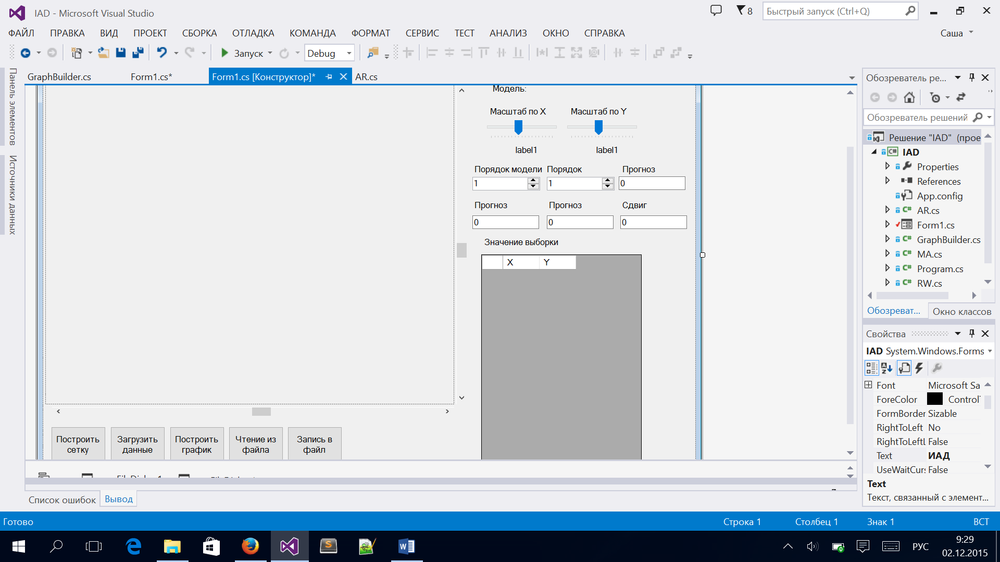 IAD - Microsoft Visual Studio
8
Быстрый запуск (Ctrl+Q)
ФАЙЛ ПРАВКА ВИД ПРОЕКТ СБОРКА ОТЛАДКА КОМАНДА ФОРМАТ СЕРВИС ТЕСТ АНАЛИЗ ОКНО СПРАВКА
Саша
Запуск
Debug
Панель элементов
Источники данных
GraphBuilder.cs
Form1.cs*
Form1.cs [Конструктор]*
AR.cs
Модель:
Масштаб по X Масштаб по Y
label1 label1
Порядок модели Порядок Прогноз
1 1 0
Прогноз Прогноз Сдвиг
0 0 0
Значение выборки
X Y
Построить сетку
Загрузить данные
Построить график
Чтение из файла
Запись в файл
Список ошибок
Вывод
Обозреватель ре...
Обозреватель решений
Решение "IAD" (прое
C# IAD
Properties
References
App.config
C# AR.cs
Form1.cs
C# GraphBuilder.cs
C# MA.cs
C# Program.cs
C# RW.cs
Обозреват...
Окно классов
Свойства
IAD System.Windows.Forms
Font Microsoft Sa
ForeColor Control
FormBorder Sizable
RightToLeft No
RightToLeftL False
Text ИАД
UseWaitCurs False
Text
Текст, связанный с элемент...
Готово
Строка 1 Столбец 1 Знак 1 ВСТ
РУС
9:29
02.12.2015